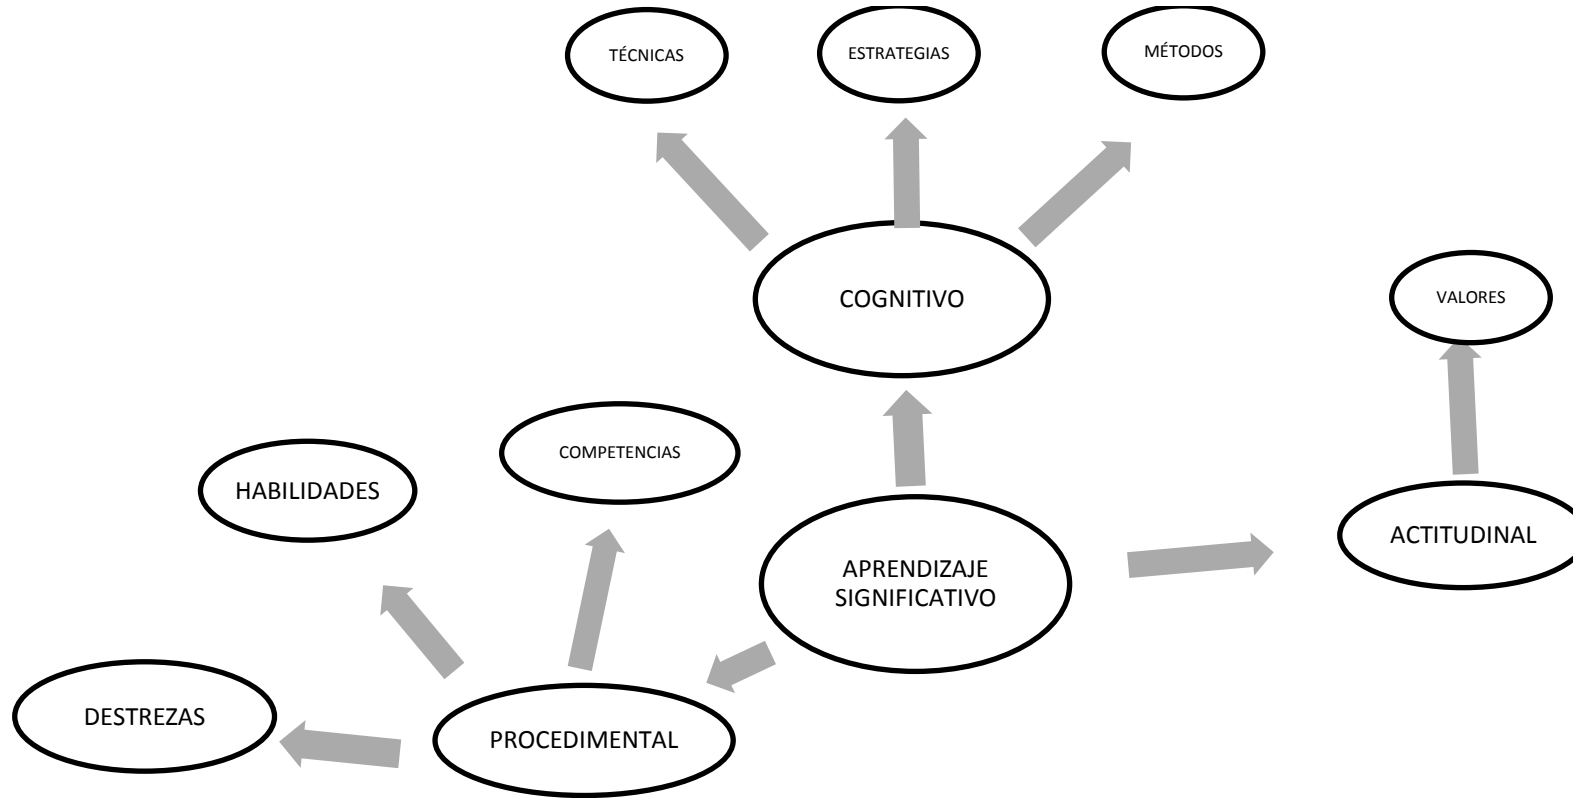 TÉCNICAS
ESTRATEGIAS
MÉTODOS
COGNITIVO
VALORES
COMPETENCIAS
HABILIDADES
APRENDIZAJE
SIGNIFICATIVO
ACTITUDINAL
DESTREZAS
PROCEDIMENTAL